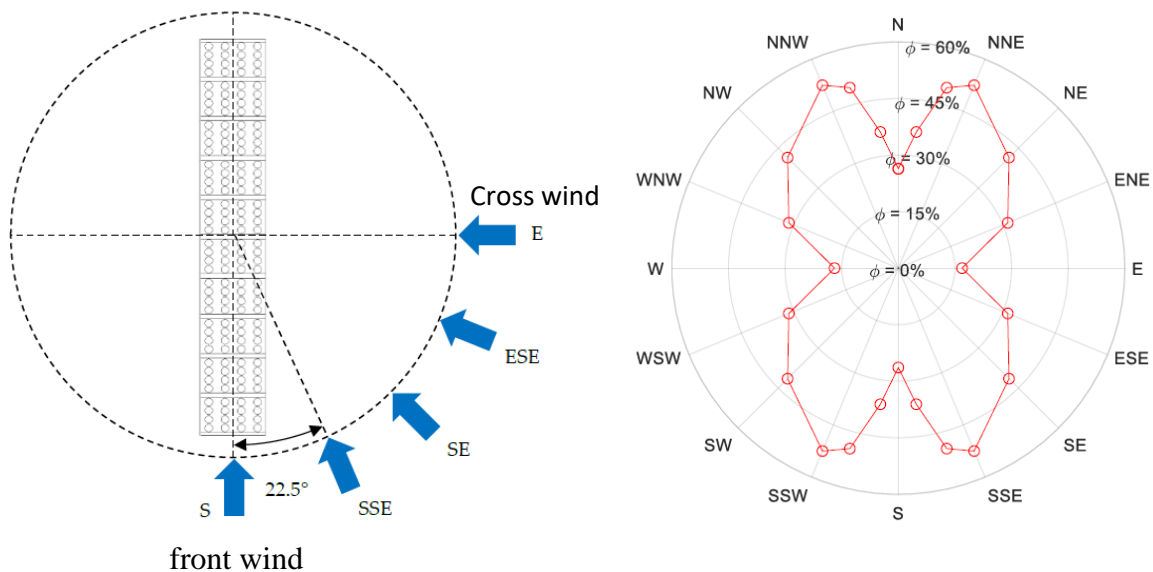 Cross wind
E
ESE
SE
SSE
22.5°
S
front wind
N
NNE
NE
ENE
E
ESE
SE
SSE
S
SSW
SW
WSW
W
WNW
NW
NNW
ϕ = 60%
ϕ = 45%
ϕ = 30%
ϕ = 15%
ϕ = 0%